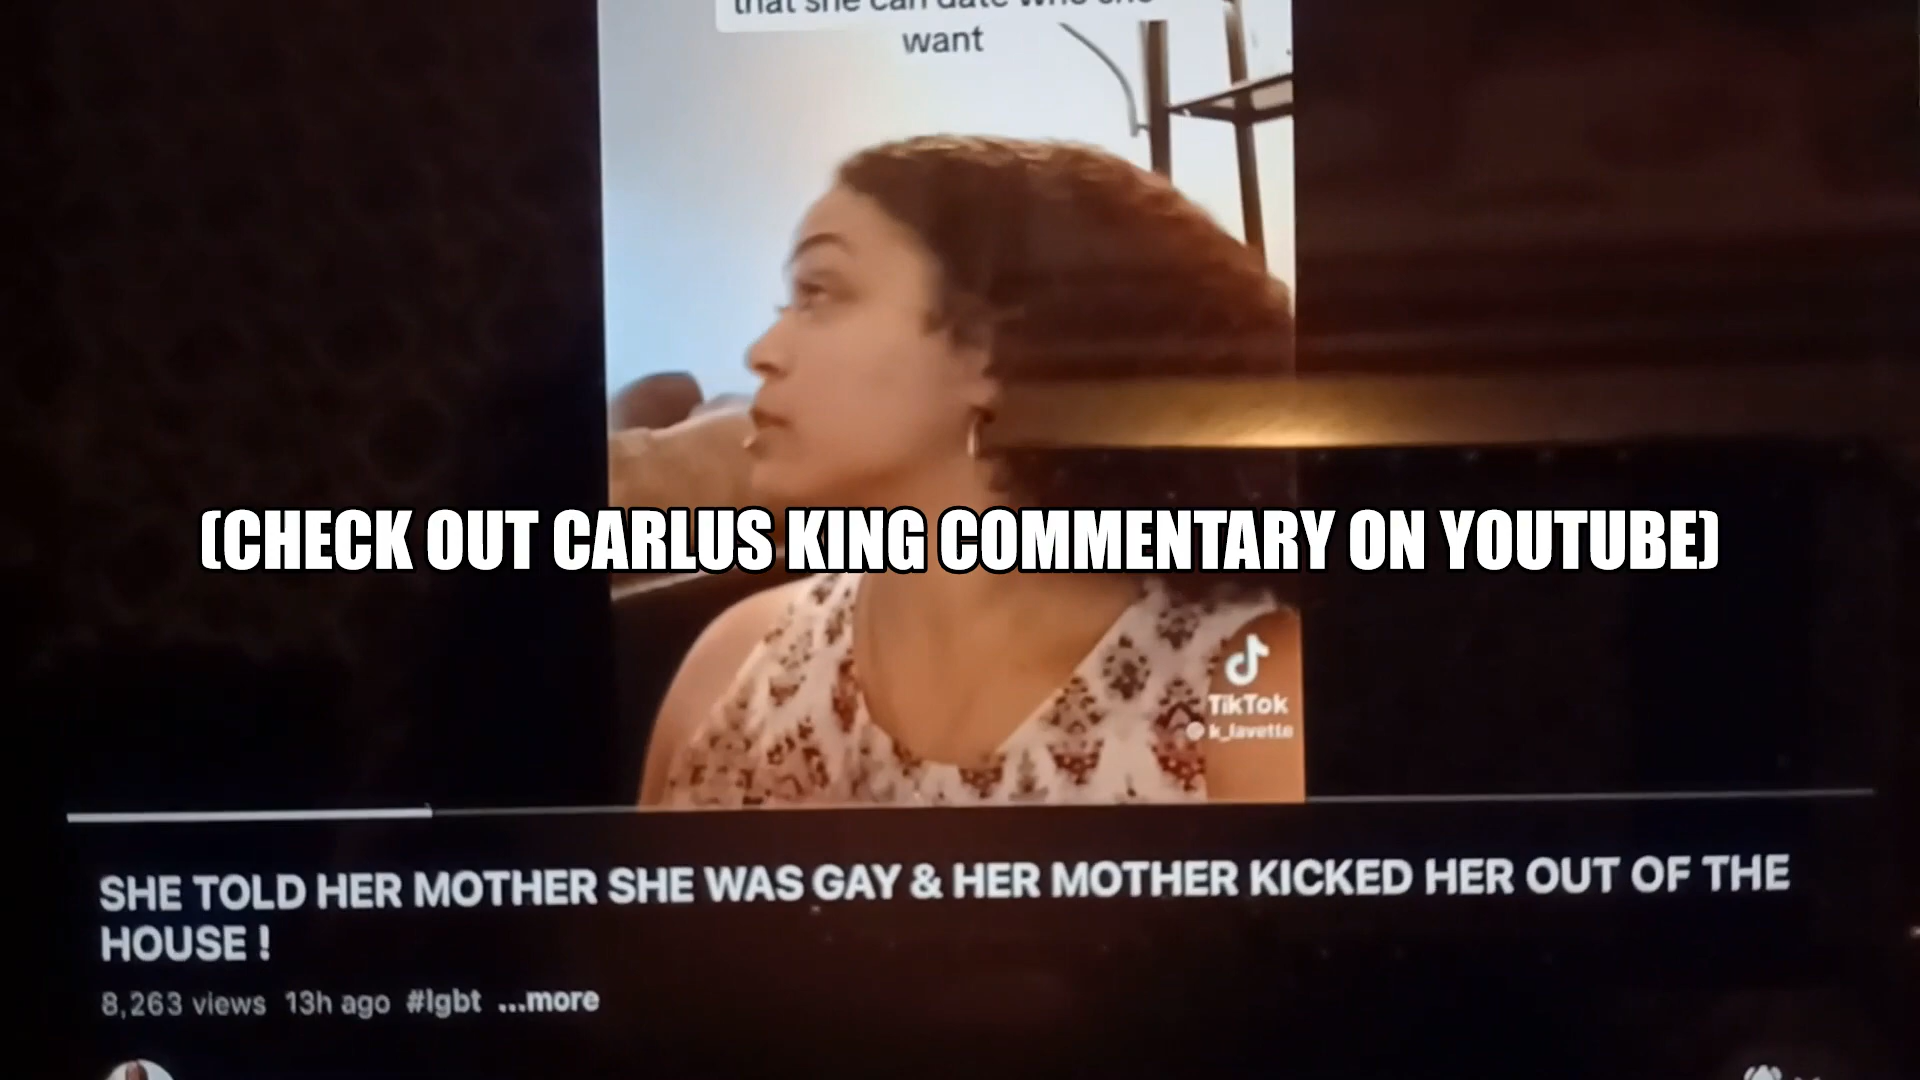 want
(CHECK OUT CARLUS KING COMMENTARY ON YOUTUBE)
TikTok
k_lavette
SHE TOLD HER MOTHER SHE WAS GAY & HER MOTHER KICKED HER OUT OF THE
HOUSE !
8,263 views 13h ago #lgbt ...more